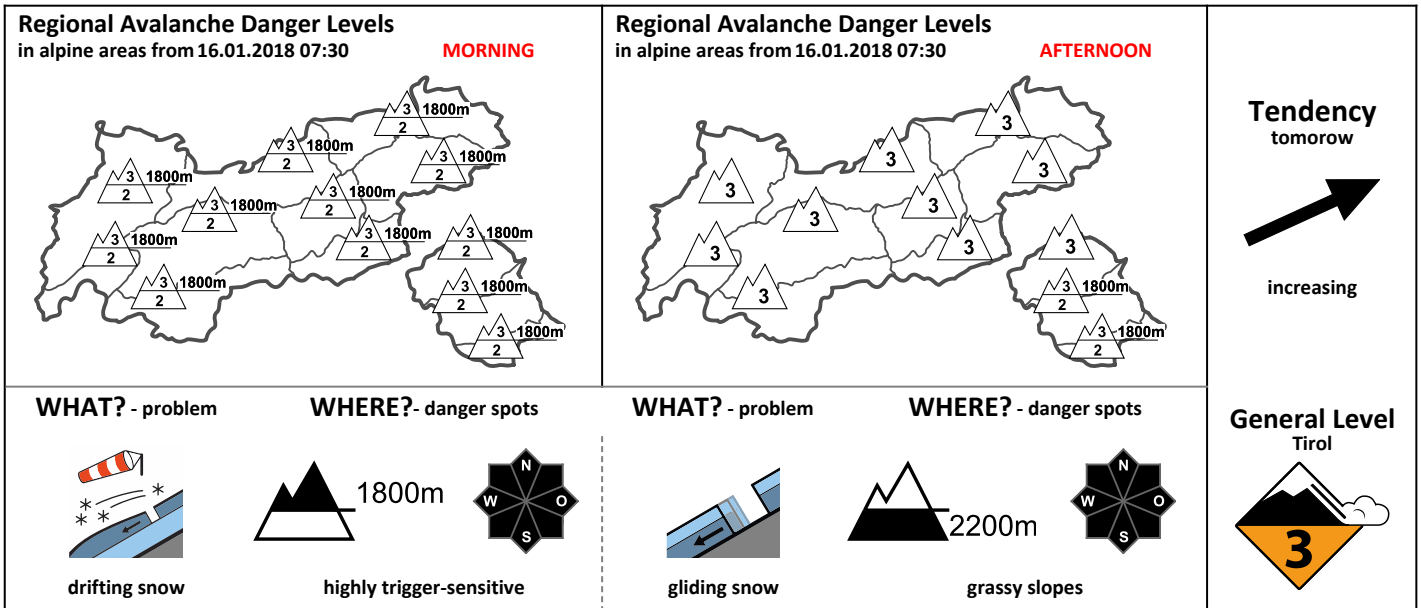 Regional Avalanche Danger Levels
in alpine areas from 16.01.2018 07:30 MORNING
3 1800m
2
3 1800m
2
3 1800m
2
3 1800m
2
3 1800m
2
3 1800m
2
3 1800m
2
3 1800m
2
3 1800m
2
3 1800m
2
3 1800m
2
3 1800m
2
Regional Avalanche Danger Levels
in alpine areas from 16.01.2018 07:30 AFTERNOON
3
3
3
3
3
3
3
3
3
3
3 1800m
2
3 1800m
2
Tendency
tomorow
increasing
WHAT? - problem
drifting snow
WHERE? - danger spots
1800m
N
W O
S
highly trigger-sensitive
WHAT? - problem
gliding snow
WHERE? - danger spots
2200m
N
W O
S
grassy slopes
General Level
Tirol
3